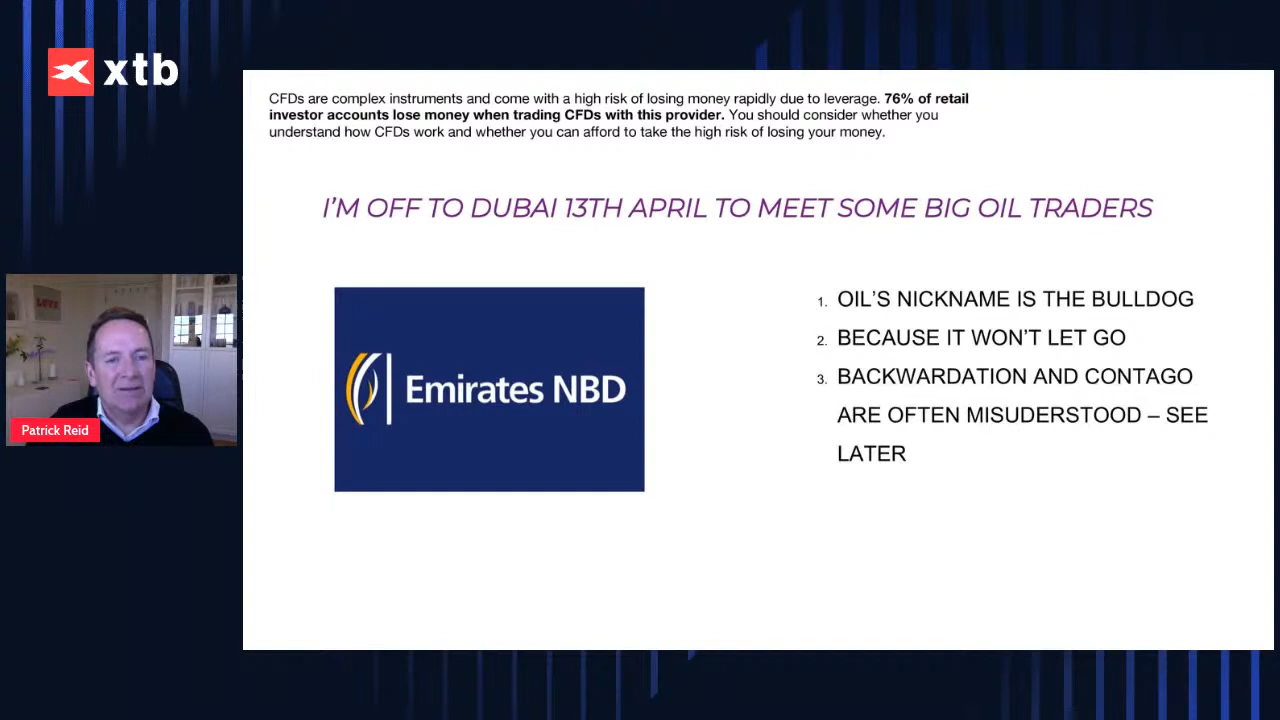 xtb
CFDs are complex instruments and come with a high risk of losing money rapidly due to leverage. 76% of retail
investor accounts lose money when trading CFDs with this provider. You should consider whether you
understand how CFDs work and whether you can afford to take the high risk of losing your money.
I'M OFF TO DUBAI 13TH APRIL TO MEET SOME BIG OIL TRADERS
Emirates NBD
1. OIL'S NICKNAME IS THE BULLDOG
2. BECAUSE IT WON'T LET GO
3. BACKWARDATION AND CONTAGO
ARE OFTEN MISUDERSTOOD – SEE
LATER
LOVE
Patrick Reid